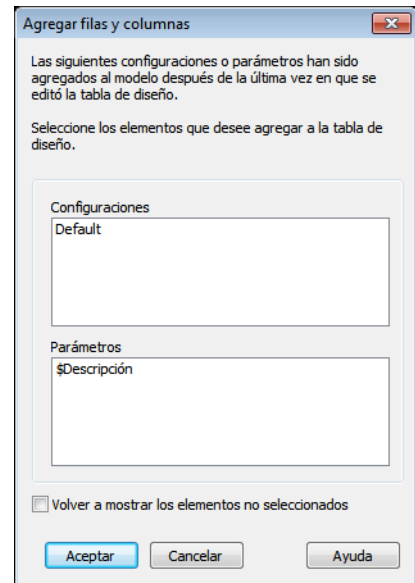 Agregar filas y columnas
Las siguientes configuraciones o parámetros han sido
agregados al modelo después de la última vez en que se
editó la tabla de diseño.
Seleccione los elementos que desee agregar a la tabla de
diseño.
Configuraciones
Default
Parámetros
$Descripción
Volver a mostrar los elementos no seleccionados
Aceptar Cancelar Ayuda